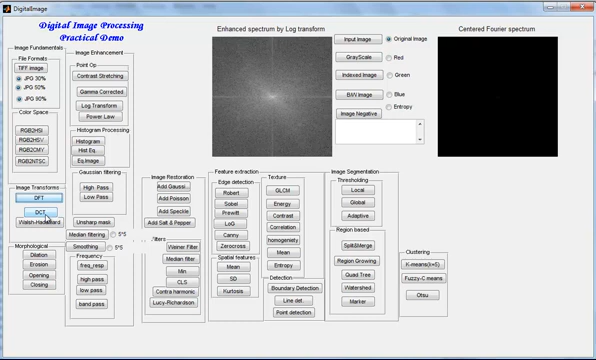 DigitalImage
Digital Image Processing
Practical Demo
Image Fundamentals
File Formats
TIFF image
JPG 30%
JPG 50%
JPG 90%
Color Space
RGB2HSI
RGB2HSV
RGB2CMY
RGB2NTSC
Image Transforms
DFT
DCT
Walsh-Hadamard
Morphological
Dilation
Erosion
Opening
Closing
Image Enhancement
Point Op
Contrast Stretching
Gamma Corrected
Log Transform
Power Law
Histogram Processing
Histogram
Hist Eq.
Eq.Image
Gaussian filtering
High Pass
Low Pass
Unsharp mask
Median filtering
5*5
Smoothing
5*5
Frequency
freq_resp
high pass
low pass
band pass
Image Restoration
Add Gaussi...
Add Poisson
Add Speckle
Add Salt & Pepper
.filters
Weiner Filter
Median filter
Min
CLS
Contra harmonic
Lucy-Richardson
Feature extraction
Edge detection
Robert
Sobel
Prewitt
LoG
Canny
Zerocross
Spatial features
Mean
SD
Kurtosis
Texture
GLCM
Energy
Contrast
Correlation
homogeniety
Mean
Entropy
Detection
Boundary Detection
Line det.
Point detection
Image Segmentation
Thresholding
Local
Global
Adaptive
Region based
Split&Merge
Region Growing
Quad Tree
Watershed
Marker
Clustering
K-means(k=5)
Fuzzy-C means
Otsu
Enhanced spectrum by Log transform
Input Image
Original Image
GrayScale
Red
Indexed Image
Green
B/W Image
Blue
Entropy
Image Negative
Centered Fourier spectrum